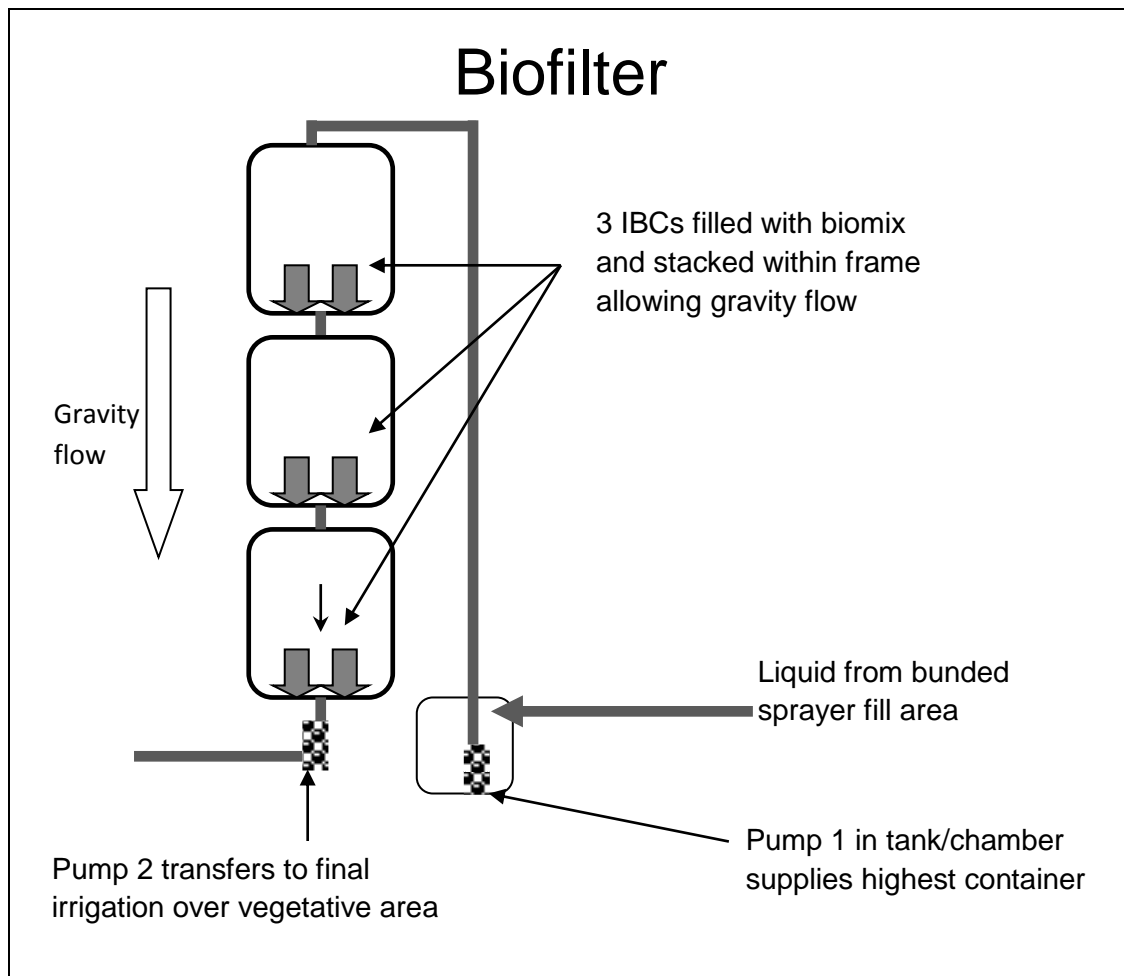 Biofilter
3 IBCs filled with biomix
and stacked within frame
allowing gravity flow
Gravity
flow
Liquid from bunded
sprayer fill area
Pump 1 in tank/chamber
supplies highest container
Pump 2 transfers to final
irrigation over vegetative area